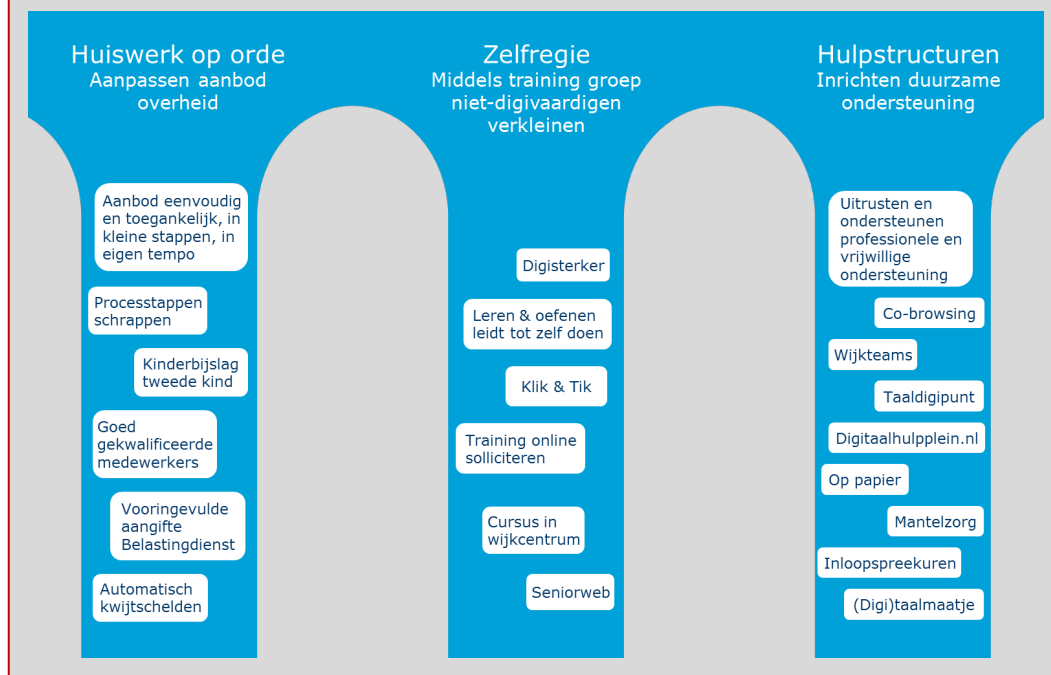 Huiswerk op orde
Aanpassen aanbod
overheid
Aanbod eenvoudig
en toegankelijk, in
kleine stappen, in
eigen tempo
Processtappen
schrappen
Kinderbijslag
tweede kind
Goed
gekwalificeerde
medewerkers
Vooringevulde
aangifte
Belastingdienst
Automatisch
kwijtschelden
Zelfregie
Middels training groep
niet-digivaardigen
verkleinen
Digisterker
Leren & oefenen
leidt tot zelf doen
Klik & Tik
Training online
solliciteren
Cursus in
wijkcentrum
Seniorweb
Hulpstructuren
Inrichten duurzame
ondersteuning
Uitrusten en
ondersteunen
professionele en
vrijwillige
ondersteuning
Co-browsing
Wijkteams
Taaldigipunt
Digitaalhulpplein.nl
Op papier
Mantelzorg
Inloopspreekuren
(Digi)taalmaatje